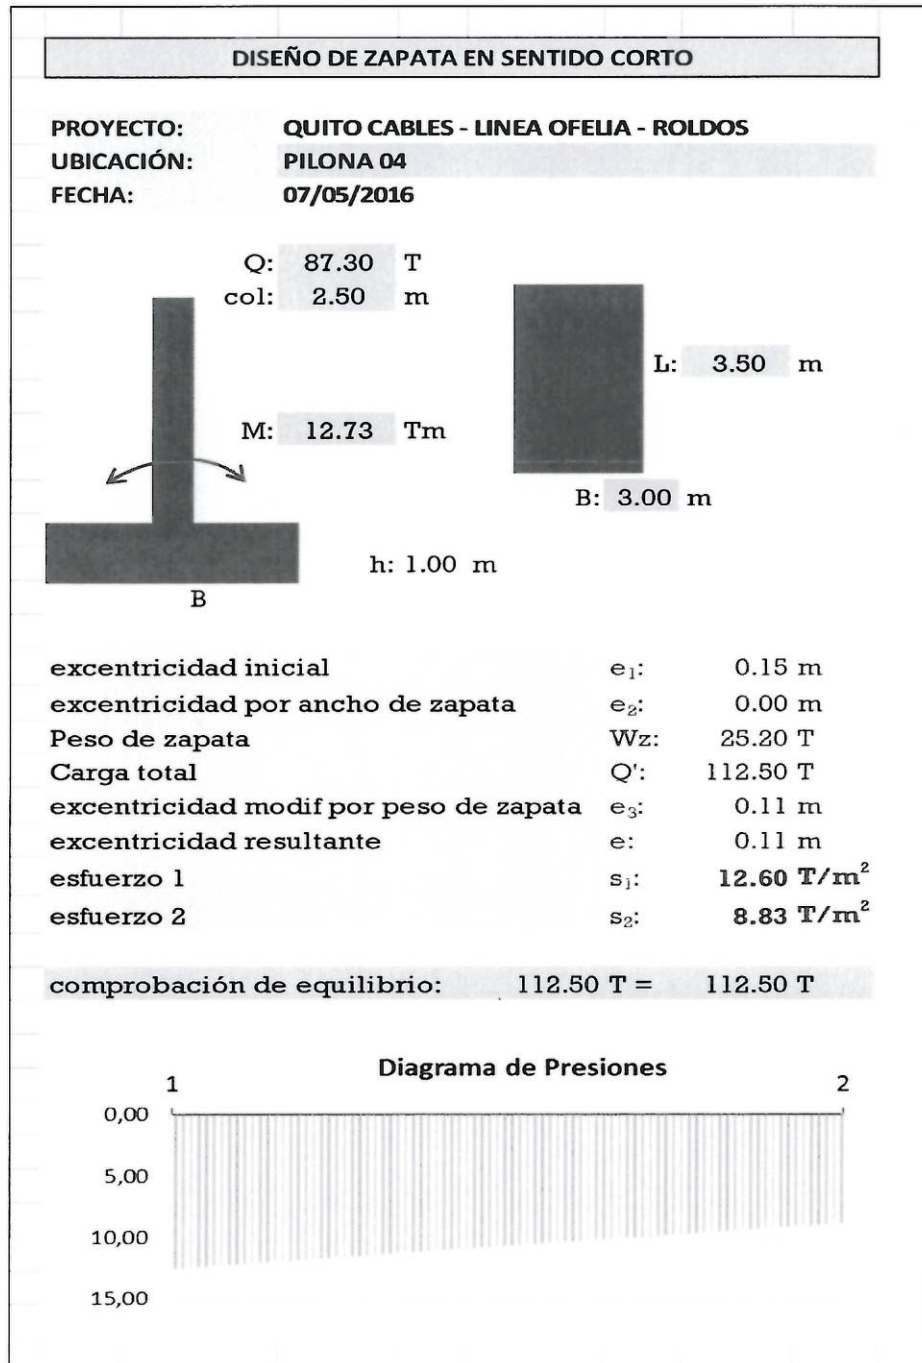 DISEÑO DE ZAPATA EN SENTIDO CORTO
PROYECTO: QUITO CABLES - LINEA OFELIA - ROLDOS
UBICACIÓN: PILONA 04
FECHA: 07/05/2016
Q: 87.30 T
col: 2.50 m
L: 3.50 m
M: 12.73 Tm
B: 3.00 m
h: 1.00 m
B
excentricidad inicial e₁: 0.15 m
excentricidad por ancho de zapata e₂: 0.00 m
Peso de zapata Wz: 25.20 T
Carga total Q': 112.50 T
excentricidad modif por peso de zapata e₃: 0.11 m
excentricidad resultante e: 0.11 m
esfuerzo 1 s₁: 12.60 T/m²
esfuerzo 2 s₂: 8.83 T/m²
comprobación de equilibrio: 112.50 T = 112.50 T
Diagrama de Presiones
1 2
0,00
5,00
10,00
15,00